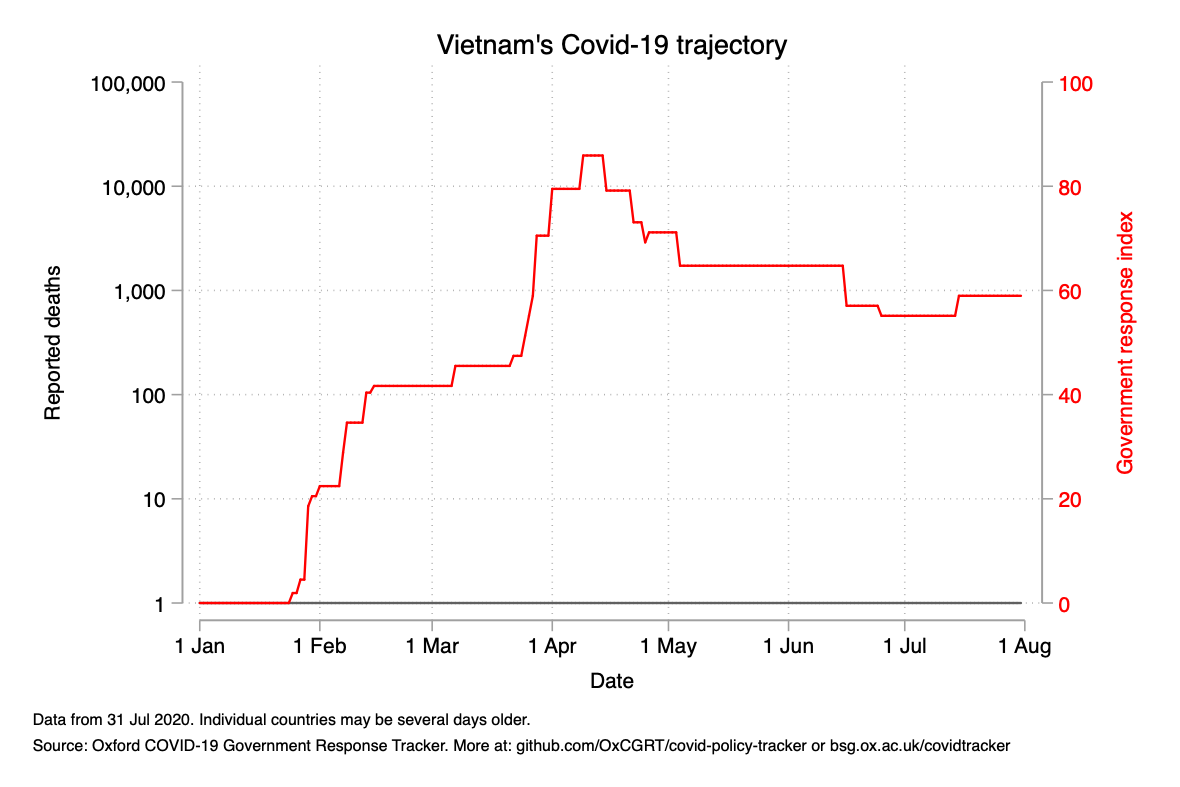 Vietnam's Covid-19 trajectory
100,000
10,000
1,000
100
10
1
Reported deaths
100
80
60
40
20
0
Government response index
1 Jan 1 Feb 1 Mar 1 Apr 1 May 1 Jun 1 Jul 1 Aug
Date
Data from 31 Jul 2020. Individual countries may be several days older.
Source: Oxford COVID-19 Government Response Tracker. More at: github.com/OxCGRT/covid-policy-tracker or bsg.ox.ac.uk/covidtracker